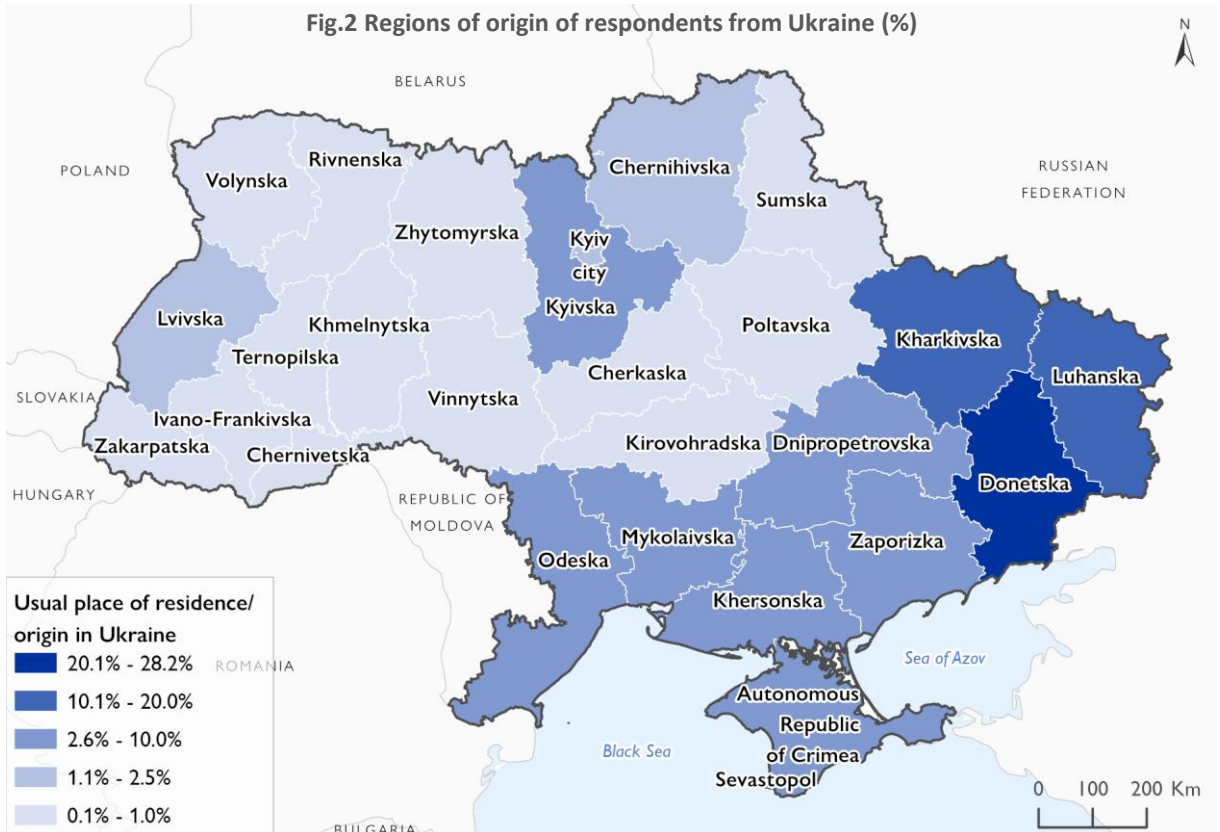 Fig.2 Regions of origin of respondents from Ukraine (%)
N
BELARUS
POLAND
RUSSIAN
FEDERATION
Volynska
Rivnenska
Zhytomyrska
Chernihivska
Sumska
Kyiv
city
Kyivska
Lvivska
Ternopilska
Khmelnytska
Poltavska
Kharkivska
Luhanska
Cherkaska
Vinnytska
SLOVAKIA
Ivano-Frankivska
Zakarpatska
Chernivetska
Kirovohradska
Dnipropetrovska
Donetska
HUNGARY
REPUBLIC OF
MOLDOVA
Odeska
Mykolaivska
Zaporizka
Khersonska
Sea of Azov
Autonomous
Republic
of Crimea
Sevastopol
Black Sea
ROMANIA
BULGARIA
Usual place of residence/
origin in Ukraine
20.1% - 28.2%
10.1% - 20.0%
2.6% - 10.0%
1.1% - 2.5%
0.1% - 1.0%
0 100 200 Km